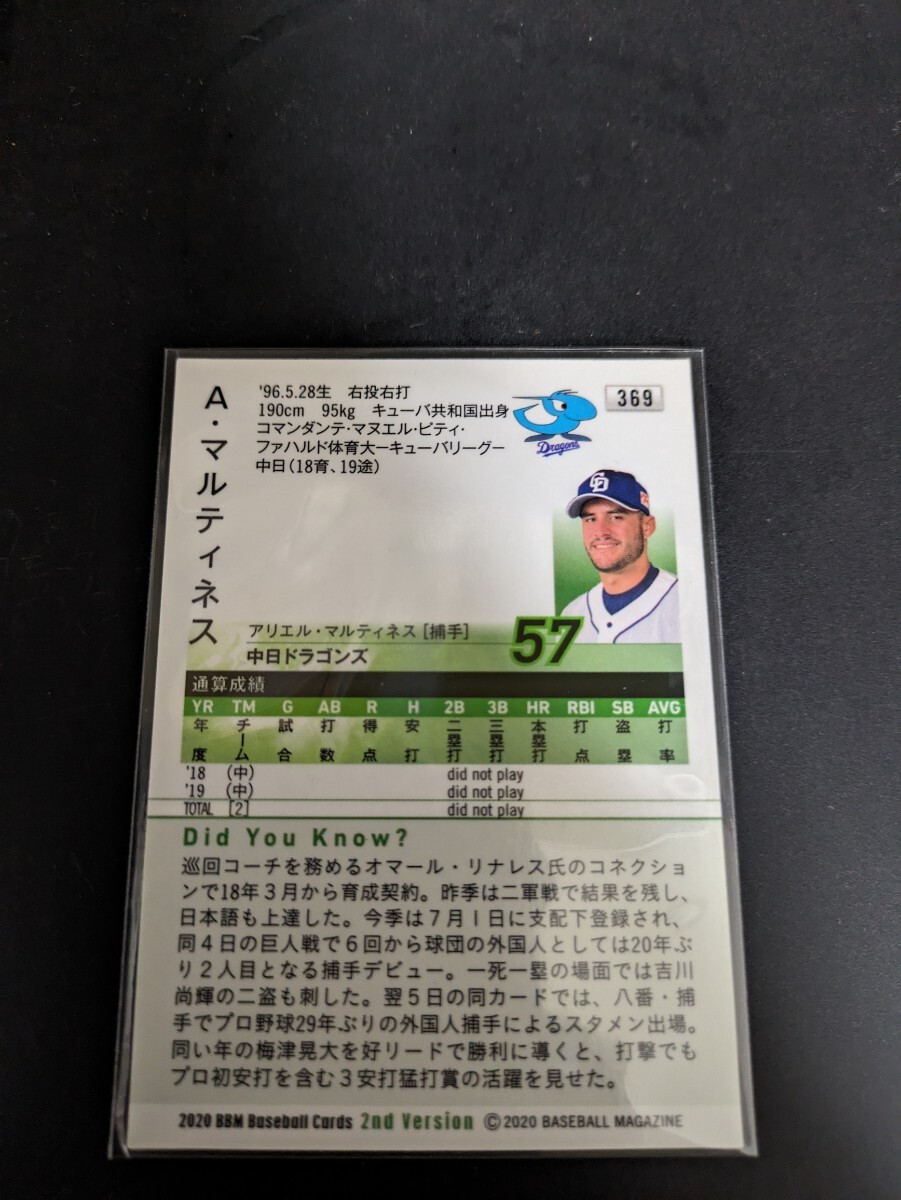 A・マルティネス
'96.5.28生 右投右打
190cm 95kg キューバ共和国出身
コマンダンテ・マヌエル・ピティ・
ファハルド体育大ーキューバリーグー
中日(18育、19途)
Dragons
369
CD
アリエル・マルティネス[捕手]
中日ドラゴンズ
57
通算成績
YR TM G AB R H 2B 3B HR RBI SB AVG
年度 チーム 試合 打数 得点 安打 二塁打 三塁打 本塁打 打点 盗塁 打率
'18 (中) did not play
'19 (中) did not play
TOTAL [2] did not play
Did You Know?
巡回コーチを務めるオマール・リナレス氏のコネクショ
ンで18年3月から育成契約。昨季は二軍戦で結果を残し、
日本語も上達した。今季は7月1日に支配下登録され、
同4日の巨人戦で6回から球団の外国人としては20年ぶ
り2人目となる捕手デビュー。一死一塁の場面では吉川
尚輝の二盗も刺した。翌5日の同カードでは、八番・捕
手でプロ野球29年ぶりの外国人捕手によるスタメン出場。
同い年の梅津晃大を好リードで勝利に導くと、打撃でも
プロ初安打を含む3安打猛打賞の活躍を見せた。
2020 BBM Baseball Cards 2nd Version ©2020 BASEBALL MAGAZINE